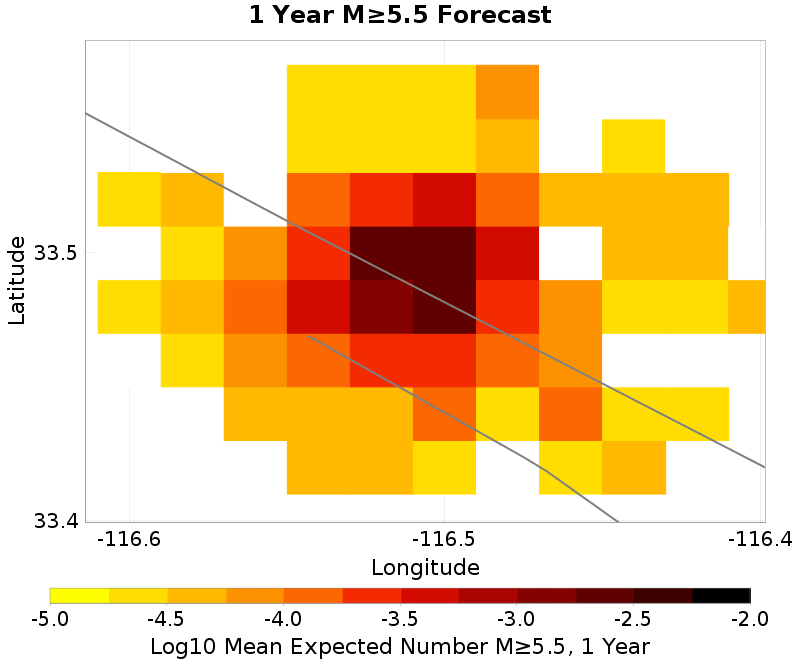 1 Year M≥5.5 Forecast
Latitude
33.5
33.4
-116.6 -116.5 -116.4
Longitude
-5.0 -4.5 -4.0 -3.5 -3.0 -2.5 -2.0
Log10 Mean Expected Number M≥5.5, 1 Year